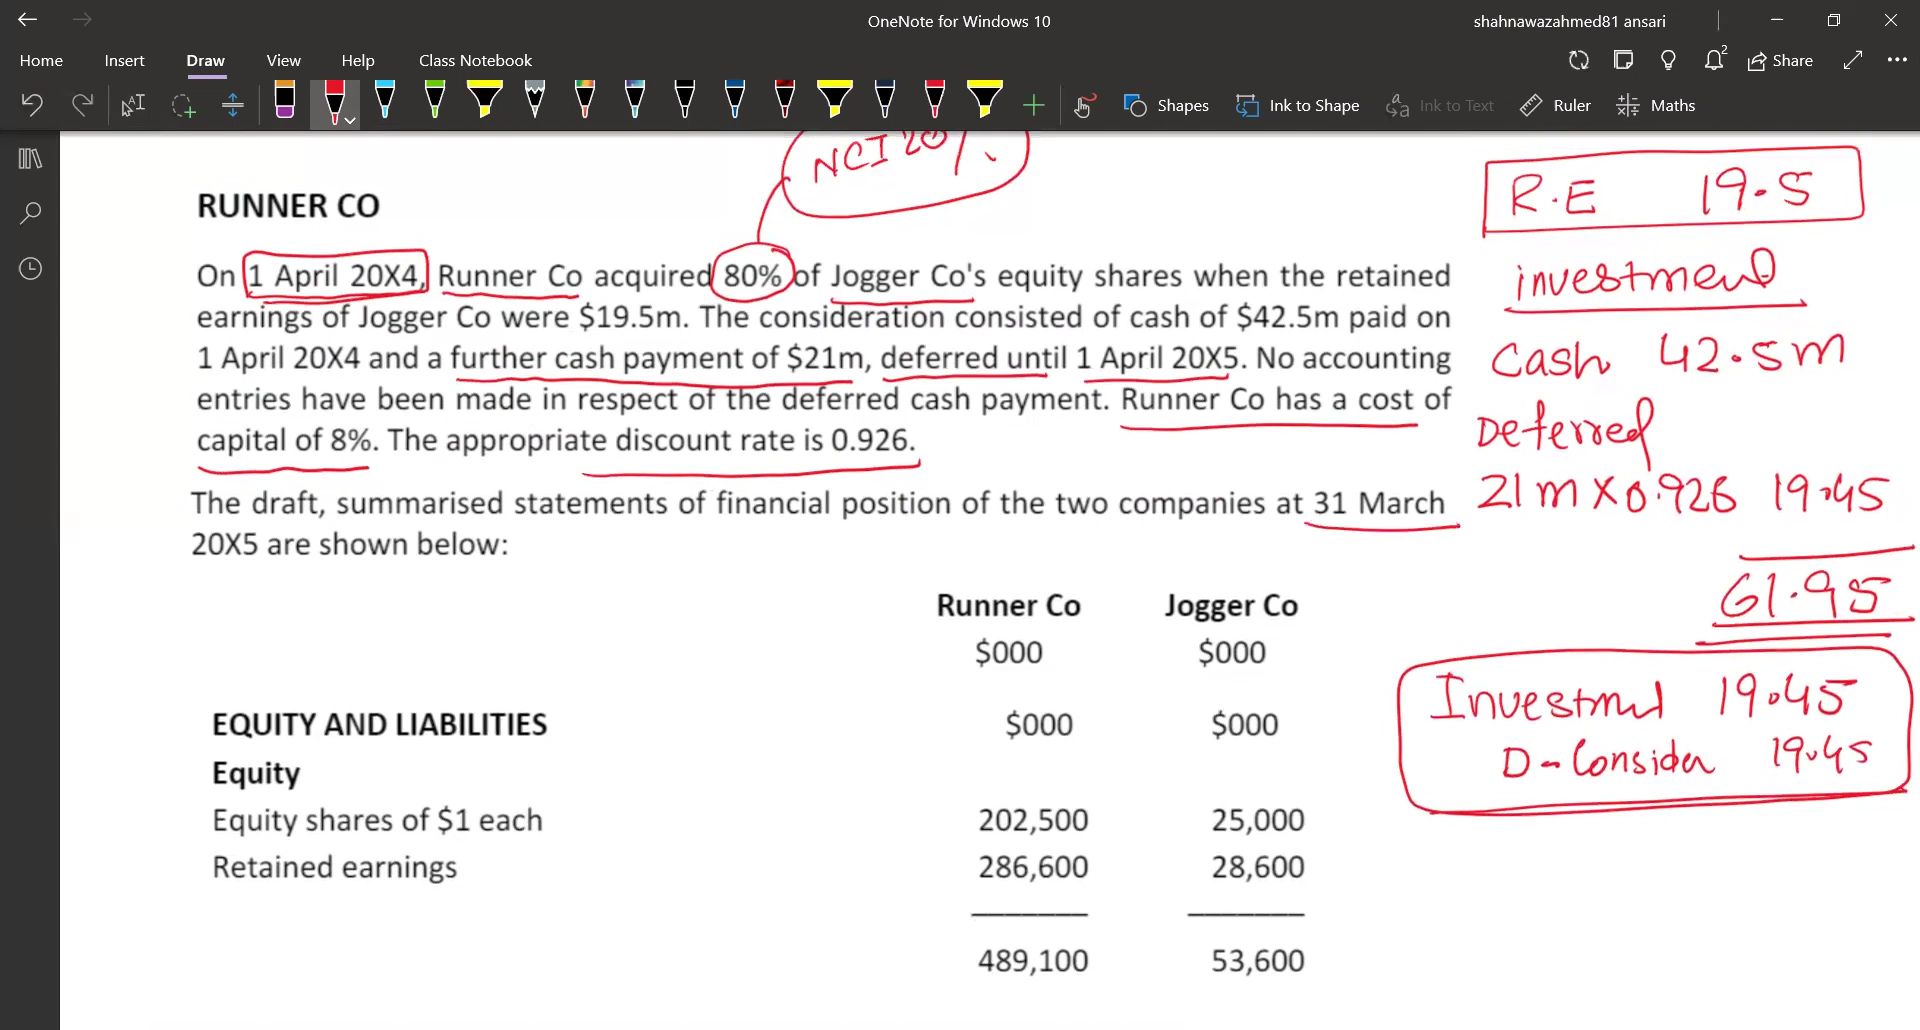 OneNote for Windows 10
shahnawazahmed81 ansari
Home Insert Draw View Help Class Notebook
2
Share
Shapes Ink to Shape Ink to Text Ruler Maths
NCI 20%
RUNNER CO
On 1 April 20X4, Runner Co acquired 80% of Jogger Co's equity shares when the retained
earnings of Jogger Co were $19.5m. The consideration consisted of cash of $42.5m paid on
1 April 20X4 and a further cash payment of $21m, deferred until 1 April 20X5. No accounting
entries have been made in respect of the deferred cash payment. Runner Co has a cost of
capital of 8%. The appropriate discount rate is 0.926.
The draft, summarised statements of financial position of the two companies at 31 March
20X5 are shown below:
Runner Co Jogger Co
$000 $000
EQUITY AND LIABILITIES $000 $000
Equity
Equity shares of $1 each 202,500 25,000
Retained earnings 286,600 28,600
489,100 53,600
R.E 19.5
investment
Cash 42.5m
Deferred
21m X 0.926 19.45
61.95
Investmnt 19.45
D-Consider 19.45